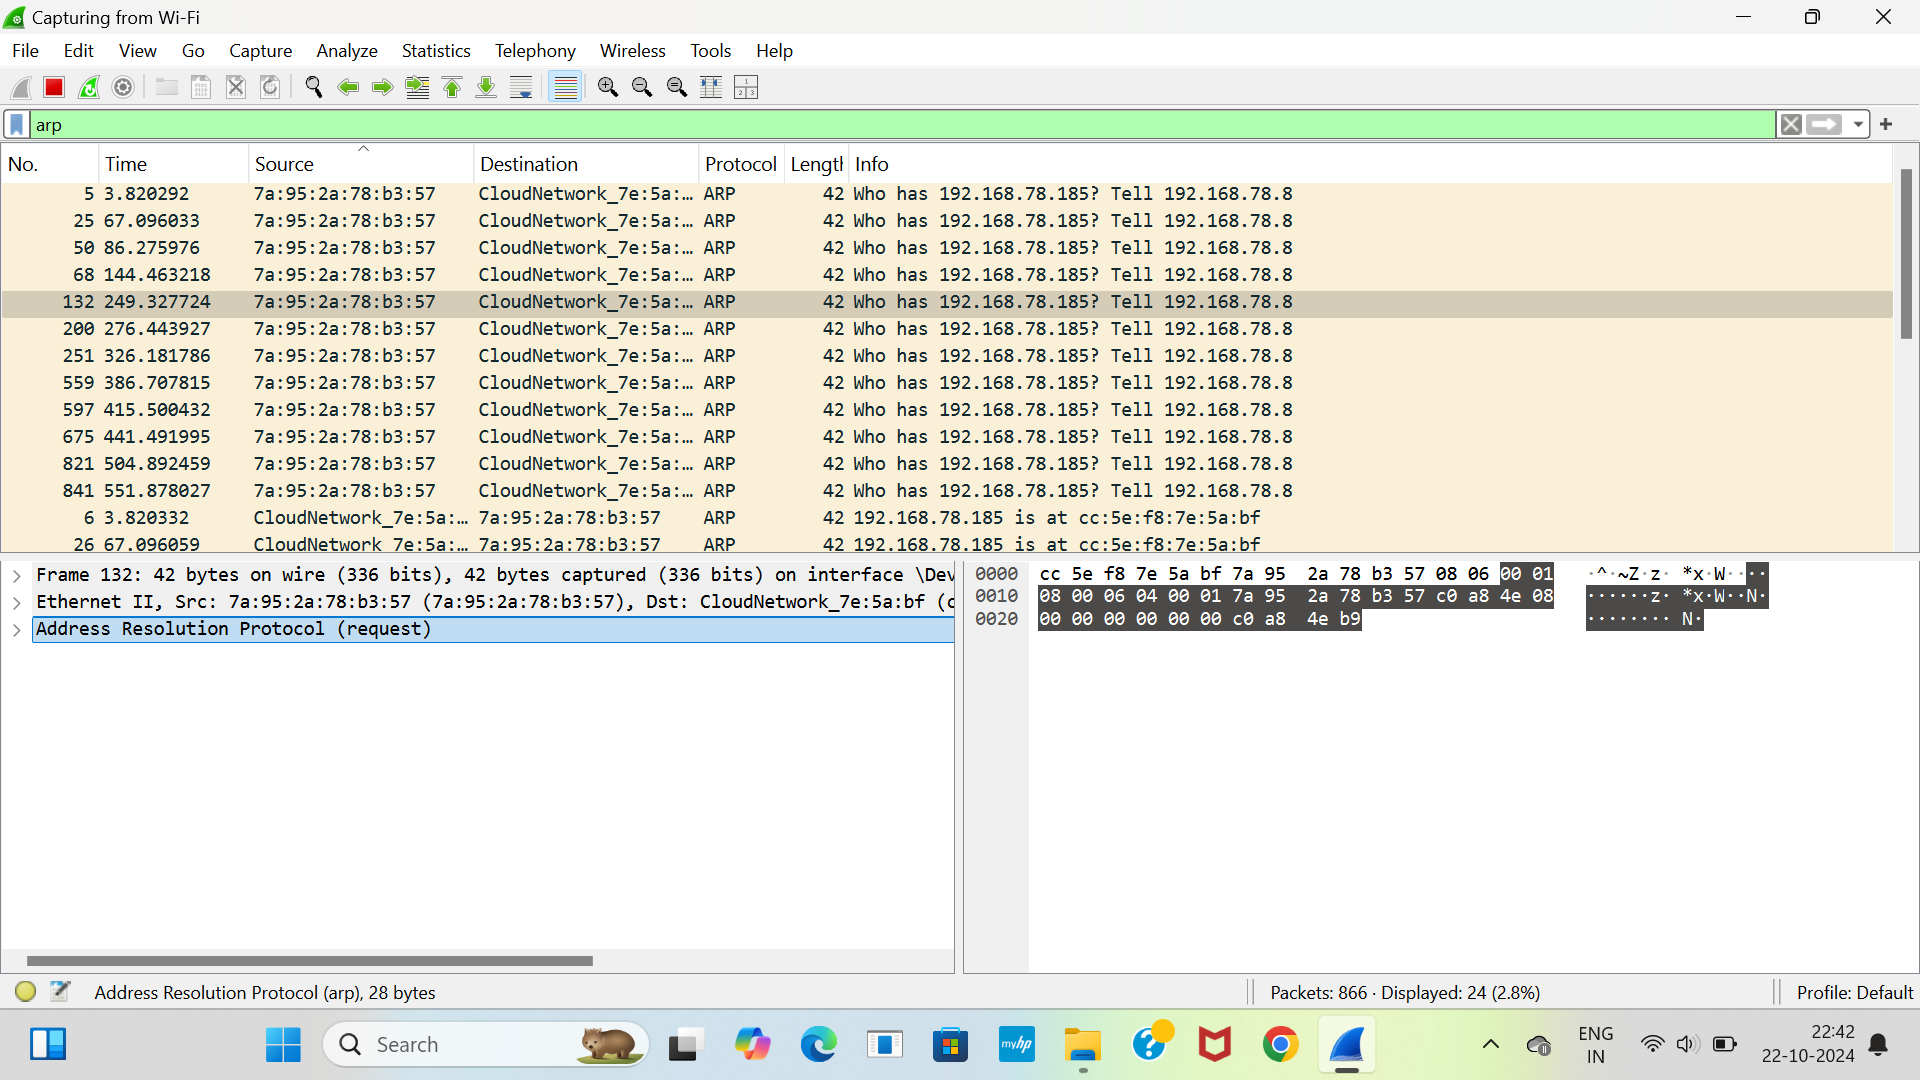 Capturing from Wi-Fi
File Edit View Go Capture Analyze Statistics Telephony Wireless Tools Help
arp
No. Time Source Destination Protocol Lengtl Info
5 3.820292 7a:95:2a:78:b3:57 CloudNetwork_7e:5a:… ARP 42 Who has 192.168.78.185? Tell 192.168.78.8
25 67.096033 7a:95:2a:78:b3:57 CloudNetwork_7e:5a:… ARP 42 Who has 192.168.78.185? Tell 192.168.78.8
50 86.275976 7a:95:2a:78:b3:57 CloudNetwork_7e:5a:… ARP 42 Who has 192.168.78.185? Tell 192.168.78.8
68 144.463218 7a:95:2a:78:b3:57 CloudNetwork_7e:5a:… ARP 42 Who has 192.168.78.185? Tell 192.168.78.8
132 249.327724 7a:95:2a:78:b3:57 CloudNetwork_7e:5a:… ARP 42 Who has 192.168.78.185? Tell 192.168.78.8
200 276.443927 7a:95:2a:78:b3:57 CloudNetwork_7e:5a:… ARP 42 Who has 192.168.78.185? Tell 192.168.78.8
251 326.181786 7a:95:2a:78:b3:57 CloudNetwork_7e:5a:… ARP 42 Who has 192.168.78.185? Tell 192.168.78.8
559 386.707815 7a:95:2a:78:b3:57 CloudNetwork_7e:5a:… ARP 42 Who has 192.168.78.185? Tell 192.168.78.8
597 415.500432 7a:95:2a:78:b3:57 CloudNetwork_7e:5a:… ARP 42 Who has 192.168.78.185? Tell 192.168.78.8
675 441.491995 7a:95:2a:78:b3:57 CloudNetwork_7e:5a:… ARP 42 Who has 192.168.78.185? Tell 192.168.78.8
821 504.892459 7a:95:2a:78:b3:57 CloudNetwork_7e:5a:… ARP 42 Who has 192.168.78.185? Tell 192.168.78.8
841 551.878027 7a:95:2a:78:b3:57 CloudNetwork_7e:5a:… ARP 42 Who has 192.168.78.185? Tell 192.168.78.8
6 3.820332 CloudNetwork_7e:5a:… 7a:95:2a:78:b3:57 ARP 42 192.168.78.185 is at cc:5e:f8:7e:5a:bf
26 67.096059 CloudNetwork_7e:5a:… 7a:95:2a:78:b3:57 ARP 42 192.168.78.185 is at cc:5e:f8:7e:5a:bf
Frame 132: 42 bytes on wire (336 bits), 42 bytes captured (336 bits) on interface \Dev
Ethernet II, Src: 7a:95:2a:78:b3:57 (7a:95:2a:78:b3:57), Dst: CloudNetwork_7e:5a:bf (c
Address Resolution Protocol (request)
0000 cc 5e f8 7e 5a bf 7a 95 2a 78 b3 57 08 06 00 01 ·^·~Z·z· *x·W····
0010 08 00 06 04 00 01 7a 95 2a 78 b3 57 c0 a8 4e 08 ······z· *x·W··N·
0020 00 00 00 00 00 00 c0 a8 4e b9 ········ N·
Address Resolution Protocol (arp), 28 bytes
Packets: 866 · Displayed: 24 (2.8%)
Profile: Default
Search
myhp
ENG
IN
22:42
22-10-2024